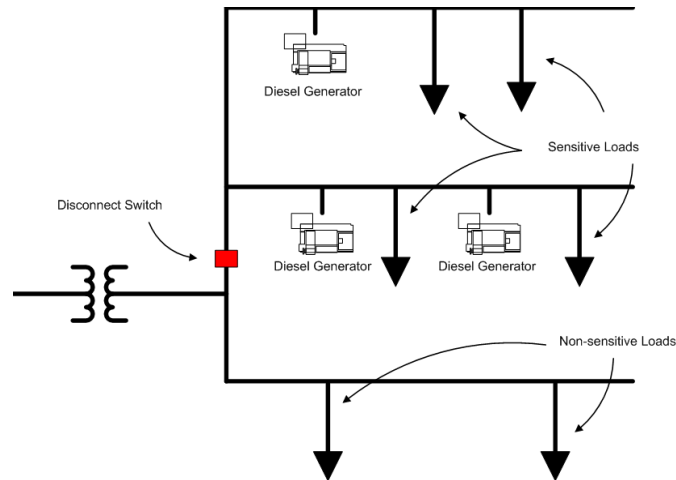 Diesel Generator
Sensitive Loads
Disconnect Switch
Diesel Generator
Diesel Generator
Non-sensitive Loads